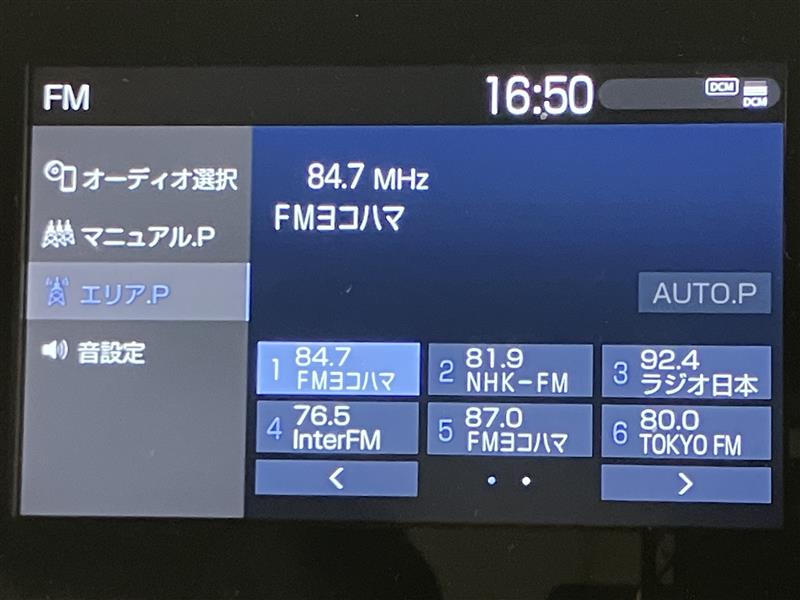 FM
16:50
DCM
DCM
オーディオ選択
マニュアル.P
エリア.P
音設定
84.7 MHz
FMヨコハマ
AUTO.P
1 84.7
FMヨコハマ
2 81.9
NHK-FM
3 92.4
ラジオ日本
4 76.5
InterFM
5 87.0
FMヨコハマ
6 80.0
TOKYO FM
<
>